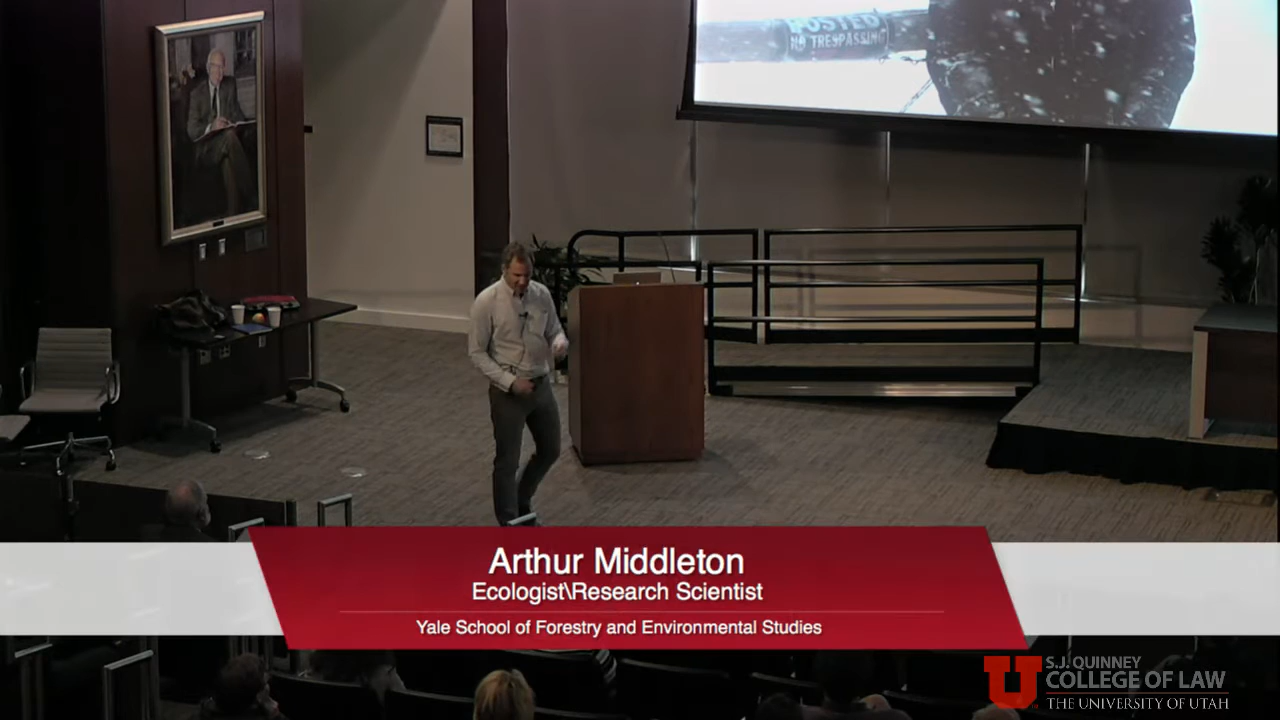 POSTED
NO TRESPASSING
Arthur Middleton
Ecologist\Research Scientist
Yale School of Forestry and Environmental Studies
U S.J. QUINNEY
COLLEGE OF LAW
THE UNIVERSITY OF UTAH